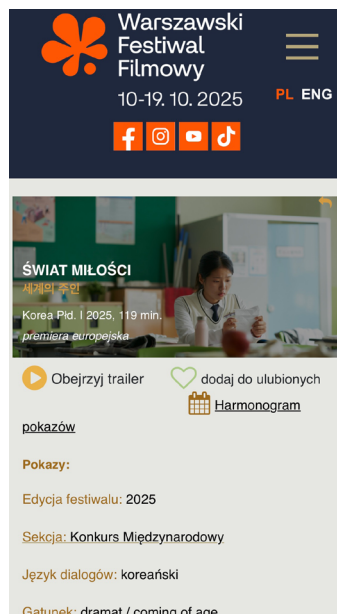 Warszawski
Festiwal
Filmowy
10-19. 10. 2025
PL ENG
ŚWIAT MIŁOŚCI
세계의 주인
Korea Płd. | 2025, 119 min.
premiera europejska
Obejrzyj trailer
dodaj do ulubionych
Harmonogram
pokazów
Pokazy:
Edycja festiwalu: 2025
Sekcja: Konkurs Międzynarodowy
Język dialogów: koreański
Gatunek: dramat / coming of age